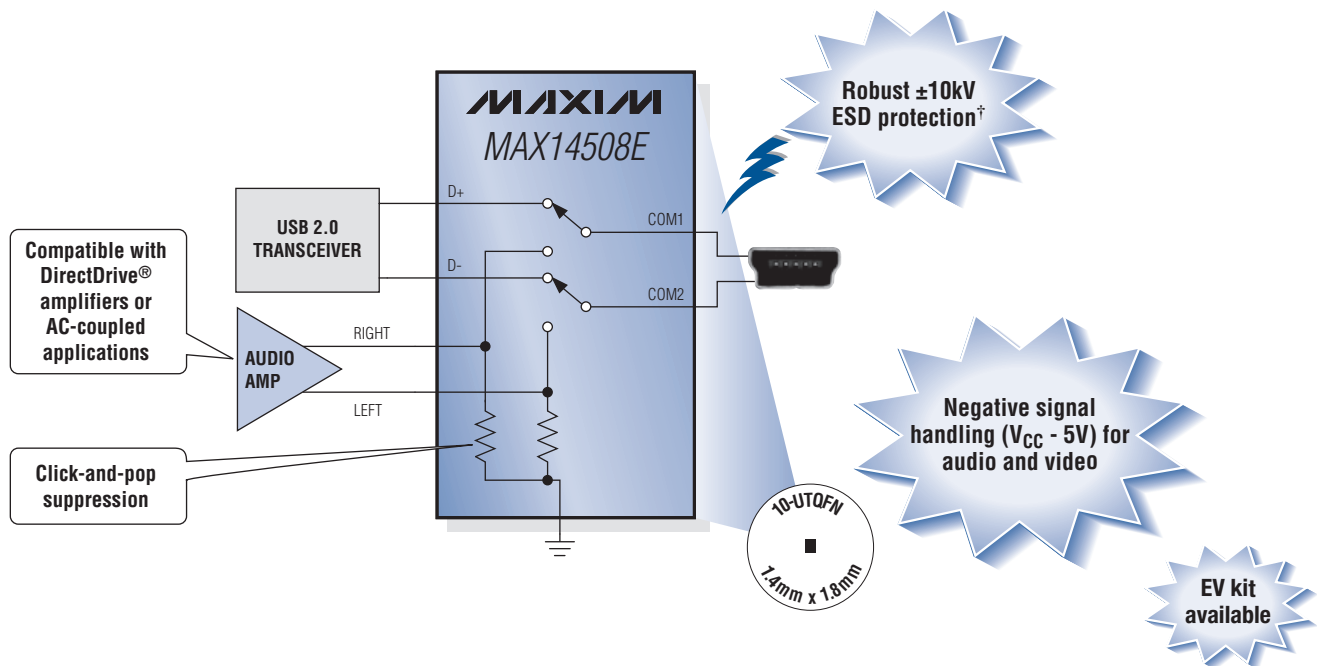 MAXIM
MAX14508E
Robust ±10kV
ESD protection†
D+
COM1
USB 2.0
TRANSCEIVER
D-
COM2
Compatible with
DirectDrive®
amplifiers or
AC-coupled
applications
RIGHT
AUDIO
AMP
LEFT
Click-and-pop
suppression
Negative signal
handling (VCC - 5V) for
audio and video
10-UTQFN
1.4mm x 1.8mm
EV kit
available